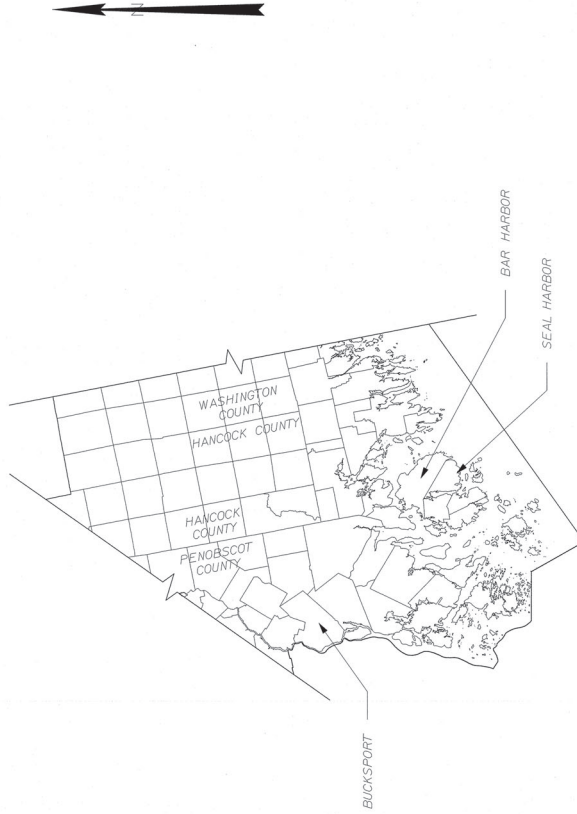 N
WASHINGTON
COUNTY
HANCOCK COUNTY
HANCOCK
COUNTY
PENOBSCOT
COUNTY
BAR HARBOR
SEAL HARBOR
BUCKSPORT